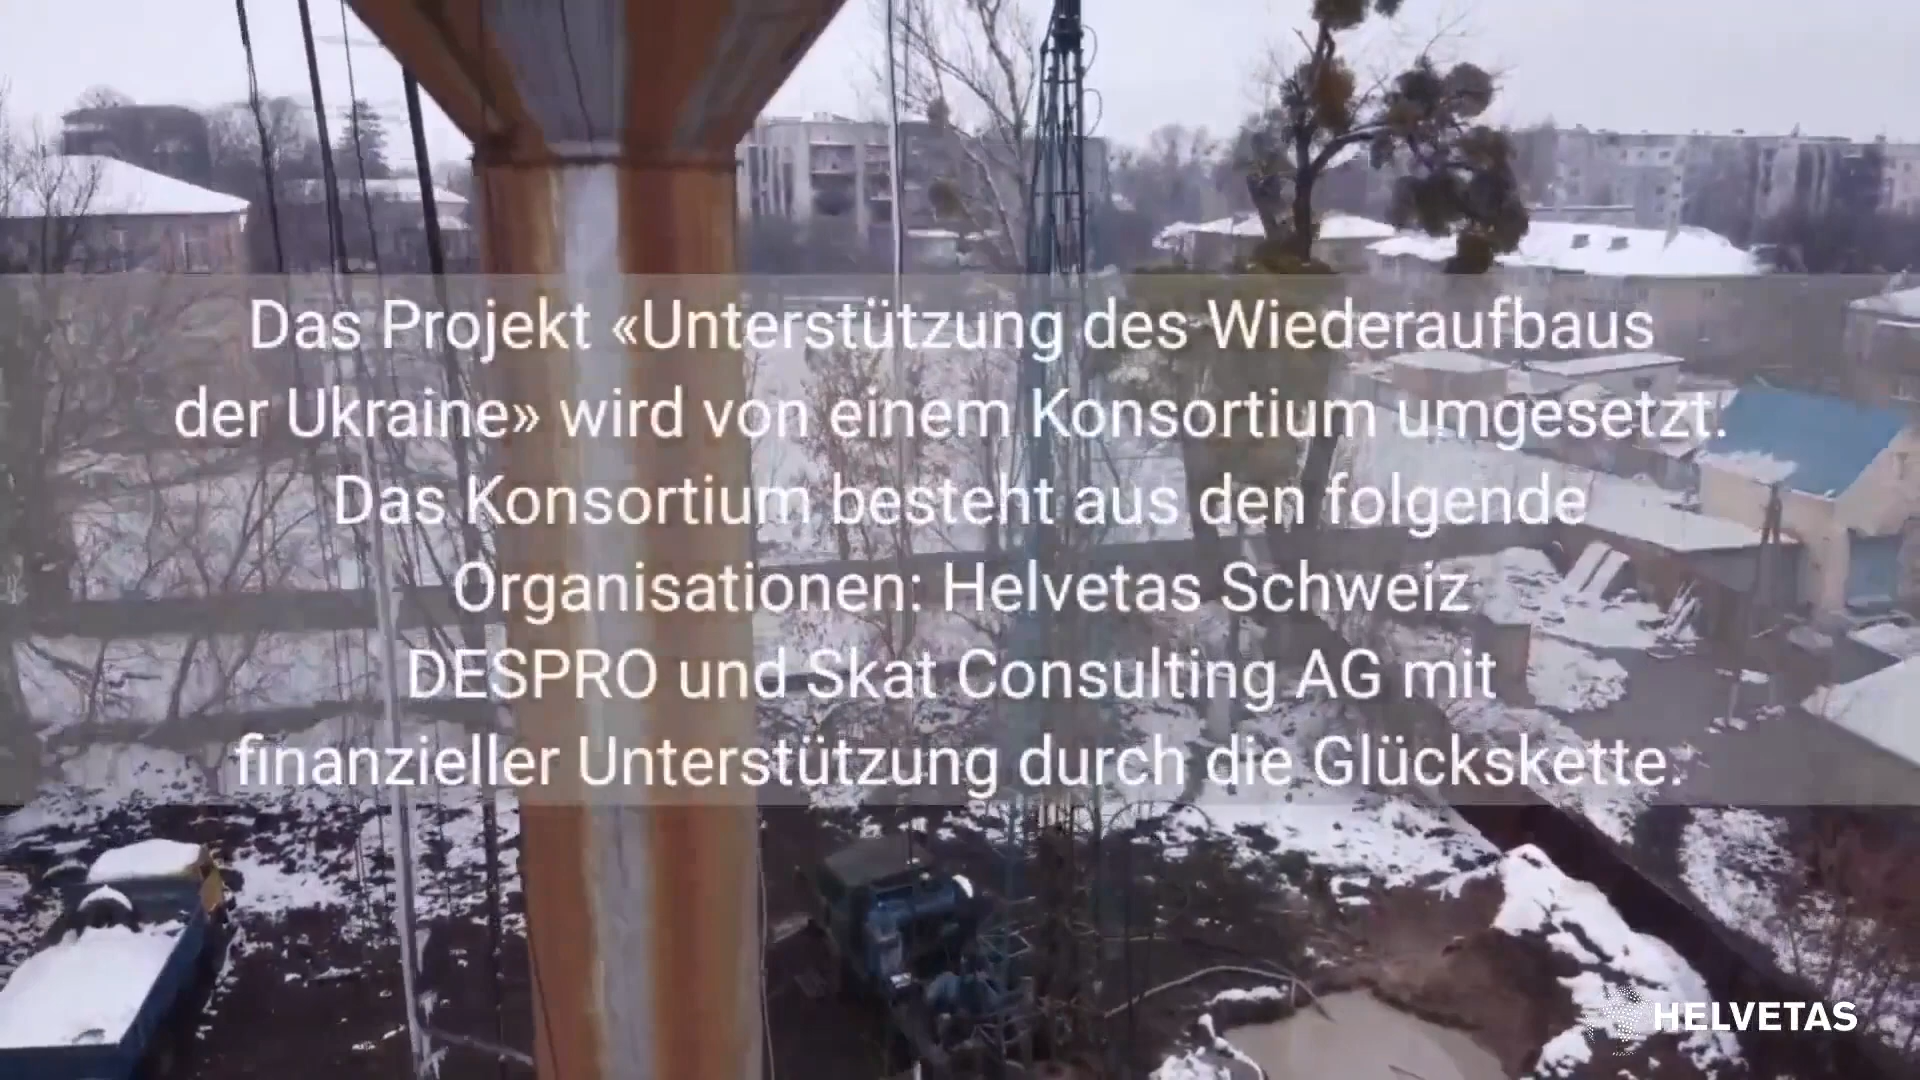 Das Projekt «Unterstützung des Wiederaufbaus
der Ukraine» wird von einem Konsortium umgesetzt.
Das Konsortium besteht aus den folgende
Organisationen: Helvetas Schweiz
DESPRO und Skat Consulting AG mit
finanzieller Unterstützung durch die Glückskette.
HELVETAS